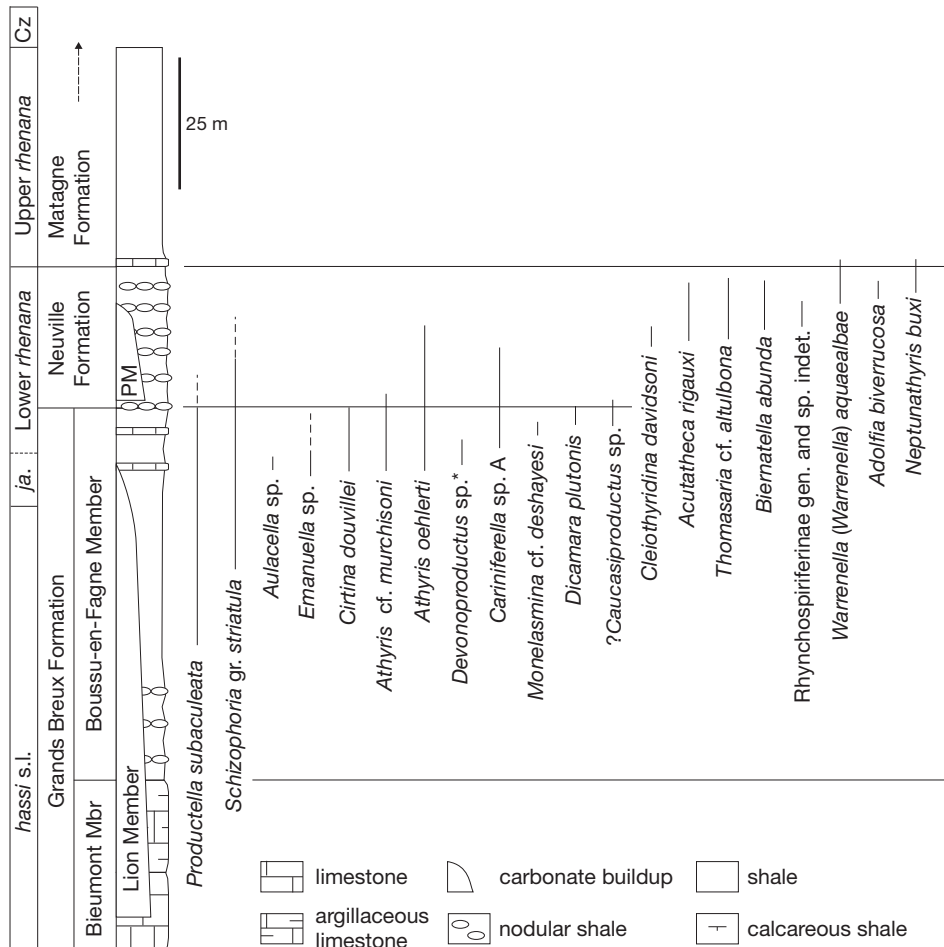 Cz
Upper rhenana
Lower rhenana
ja.
hassi s.l.
Matagne
Formation
Neuville
Formation
Grands Breux Formation
Boussu-en-Fagne Member
Bieumont Mbr
PM
Lion Member
25 m
Productella subaculeata
Schizophoria gr. striatula
Aulacella sp.
Emanuella sp.
Cirtina douvillei
Athyris cf. murchisoni
Athyris oehlerti
Devonoproductus sp.*
Cariniferella sp. A
Monelasmina cf. deshayesi
Dicamara plutonis
?Caucasiproductus sp.
Cleiothyridina davidsoni
Acutatheca rigauxi
Thomasaria cf. altulbona
Biernatella abunda
Rhynchospiriferinae gen. and sp. indet.
Warrenella (Warrenella) aquaealbae
Adolfia biverrucosa
Neptunathyris buxi
limestone
carbonate buildup
shale
argillaceous
limestone
nodular shale
calcareous shale